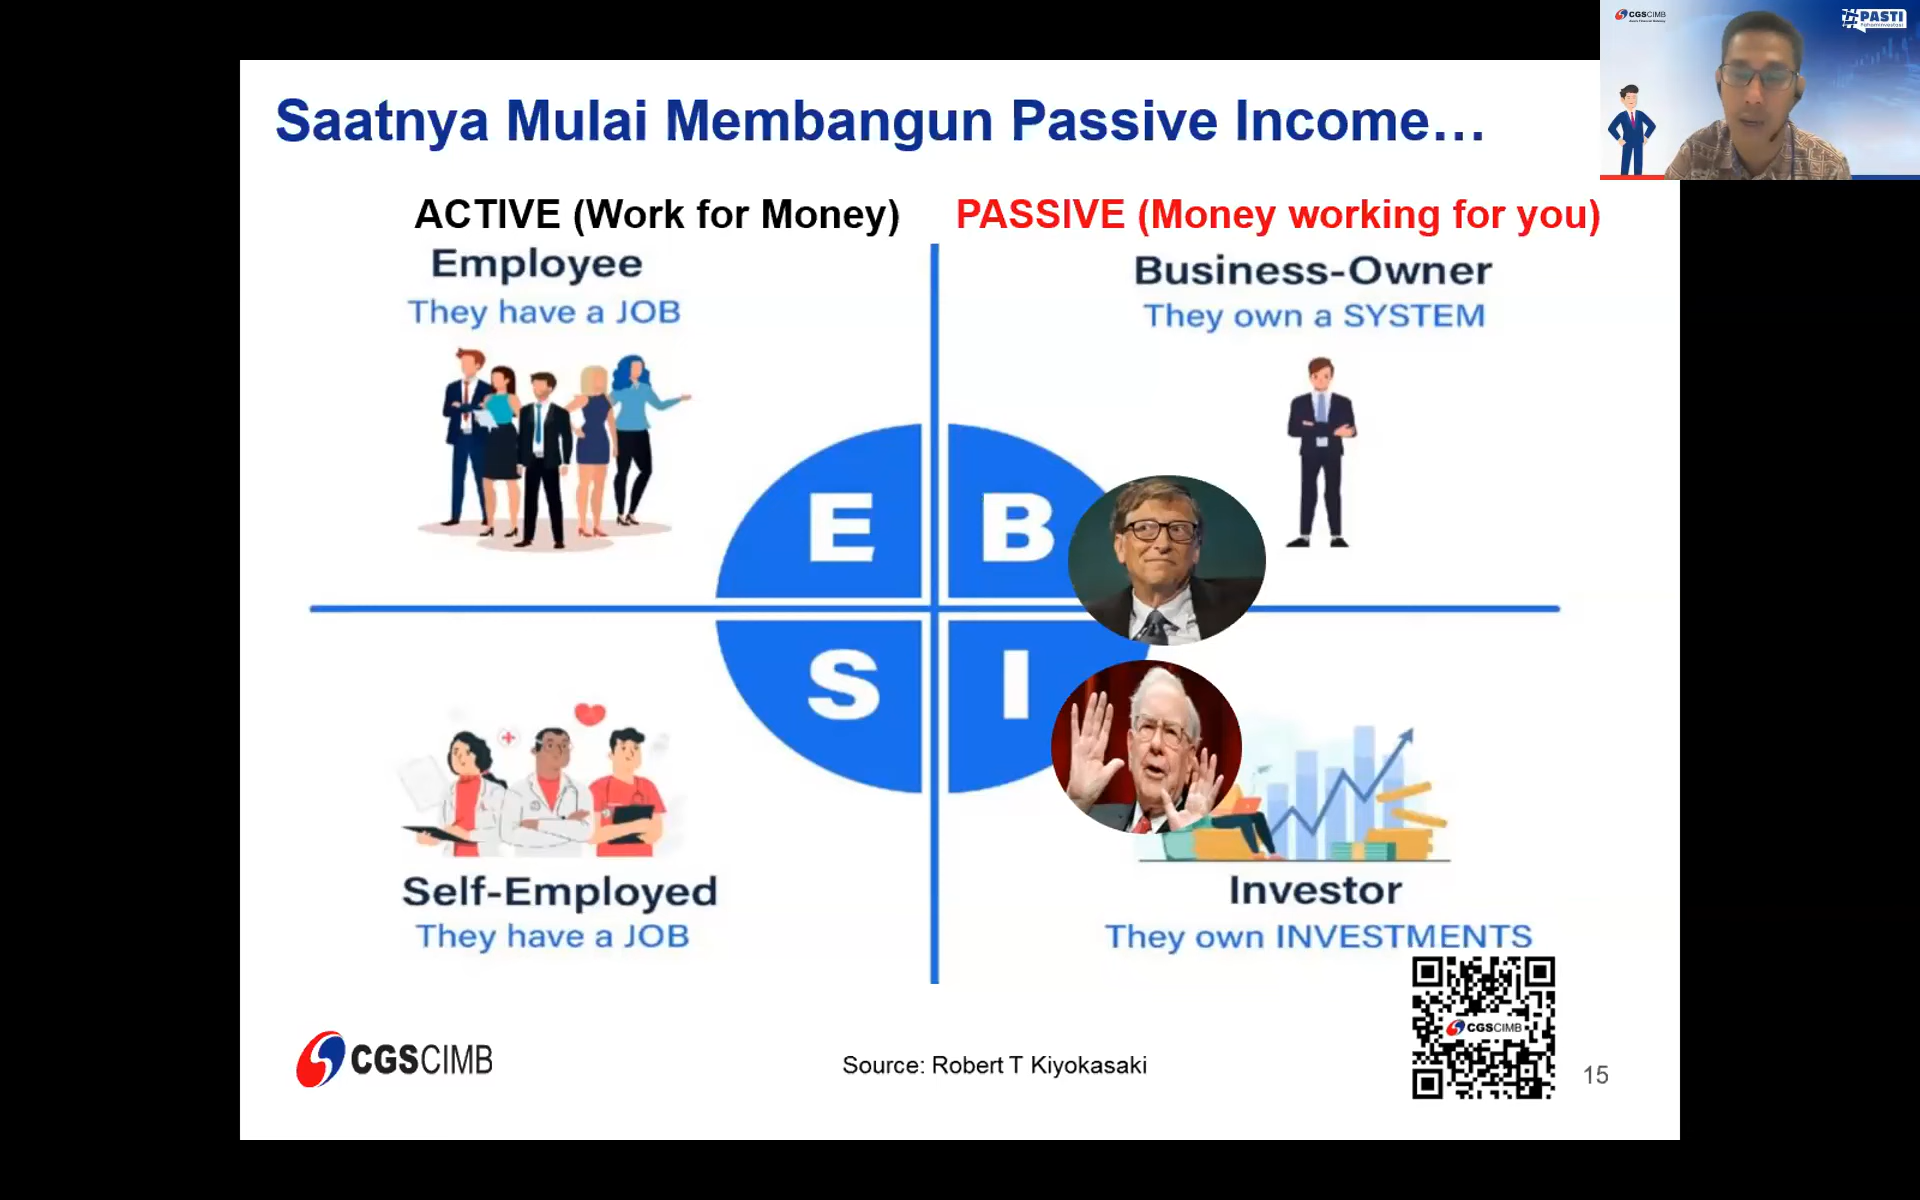 CGSCIMB
#PASTI
Saatnya Mulai Membangun Passive Income...
ACTIVE (Work for Money)
PASSIVE (Money working for you)
Employee
They have a JOB
Business-Owner
They own a SYSTEM
E
B
S
I
Self-Employed
They have a JOB
Investor
They own INVESTMENTS
CGSCIMB
CGSCIMB
Source: Robert T Kiyokasaki
15